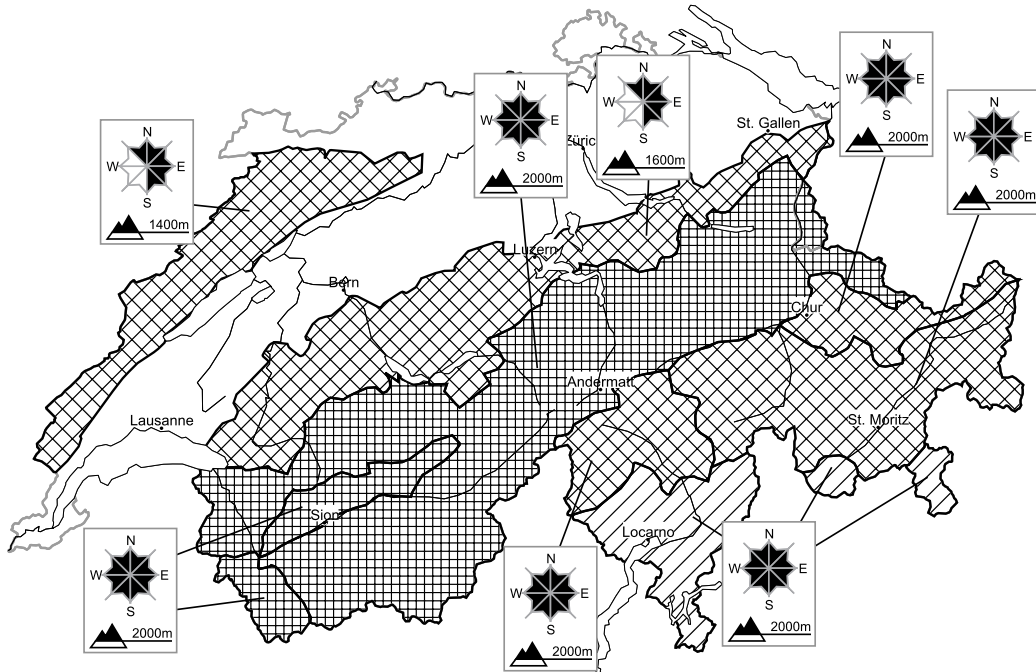 N
W E
S
2000m
N
W E
S
2000m
N
W E
S
1600m
N
W E
S
2000m
N
W E
S
1400m
St. Gallen
Züric
Luzern
Bern
Chur
Andermatt
Lausanne
St. Moritz
Sion
Locarno
N
W E
S
2000m
N
W E
S
2000m
N
W E
S
2000m